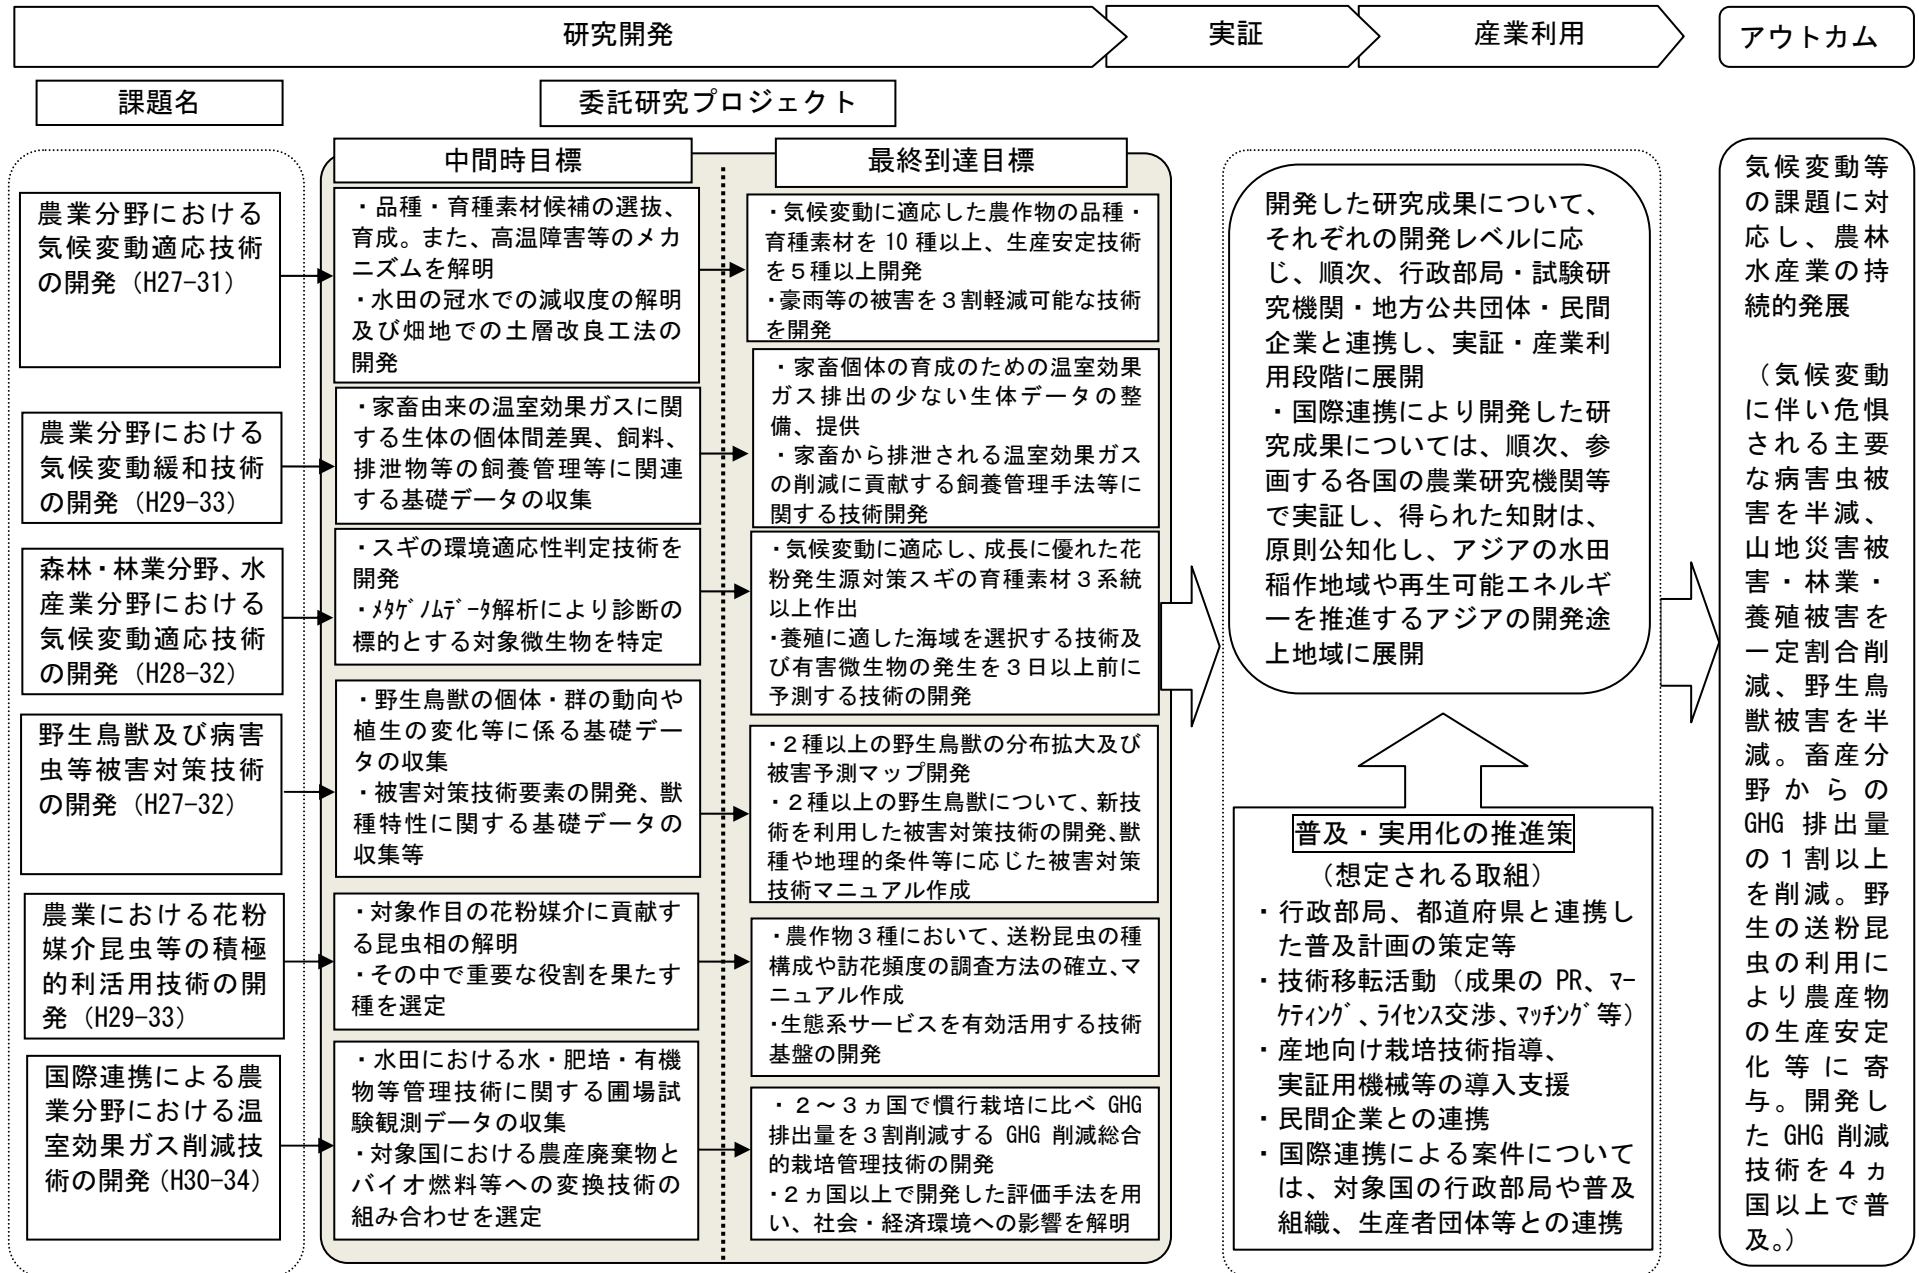 研究開発
実証
産業利用
アウトカム
課題名
委託研究プロジェクト
中間時目標
最終到達目標
農業分野における
気候変動適応技術
の開発（H27-31）
農業分野における
気候変動緩和技術
の開発（H29-33）
森林・林業分野、水
産業分野における
気候変動適応技術
の開発（H28-32）
野生鳥獣及び病害
虫等被害対策技術
の開発（H27-32）
農業における花粉
媒介昆虫等の積極
的利活用技術の開
発（H29-33）
国際連携による農
業分野における温
室効果ガス削減技
術の開発（H30-34）
・品種・育種素材候補の選抜、
育成。また、高温障害等のメカ
ニズムを解明
・水田の冠水での減収度の解明
及び畑地での土層改良工法の
開発
・家畜由来の温室効果ガスに関
する生体の個体間差異、飼料、
排泄物等の飼養管理等に関連
する基礎データの収集
・スギの環境適応性判定技術を
開発
・ﾒﾀｹﾞﾉﾑﾃﾞｰﾀ解析により診断の
標的とする対象微生物を特定
・野生鳥獣の個体・群の動向や
植生の変化等に係る基礎デー
タの収集
・被害対策技術要素の開発、獣
種特性に関する基礎データの
収集等
・対象作目の花粉媒介に貢献す
る昆虫相の解明
・その中で重要な役割を果たす
種を選定
・水田における水・肥培・有機
物等管理技術に関する圃場試
験観測データの収集
・対象国における農産廃棄物と
バイオ燃料等への変換技術の
組み合わせを選定
・気候変動に適応した農作物の品種・
育種素材を 10 種以上、生産安定技術
を５種以上開発
・豪雨等の被害を３割軽減可能な技術
を開発
・家畜個体の育成のための温室効果
ガス排出の少ない生体データの整
備、提供
・家畜から排泄される温室効果ガス
の削減に貢献する飼養管理手法等に
関する技術開発
・気候変動に適応し、成長に優れた花
粉発生源対策スギの育種素材３系統
以上作出
・養殖に適した海域を選択する技術及
び有害微生物の発生を３日以上前に
予測する技術の開発
・２種以上の野生鳥獣の分布拡大及び
被害予測マップ開発
・２種以上の野生鳥獣について、新技
術を利用した被害対策技術の開発、獣
種や地理的条件等に応じた被害対策
技術マニュアル作成
・農作物３種において、送粉昆虫の種
構成や訪花頻度の調査方法の確立、マ
ニュアル作成
・生態系サービスを有効活用する技術
基盤の開発
・２～３ヵ国で慣行栽培に比べ GHG
排出量を３割削減する GHG 削減総合
的栽培管理技術の開発
・２ヵ国以上で開発した評価手法を用
い、社会・経済環境への影響を解明
開発した研究成果について、
それぞれの開発レベルに応
じ、順次、行政部局・試験研
究機関・地方公共団体・民間
企業と連携し、実証・産業利
用段階に展開
・国際連携により開発した研
究成果については、順次、参
画する各国の農業研究機関等
で実証し、得られた知財は、
原則公知化し、アジアの水田
稲作地域や再生可能エネルギ
ーを推進するアジアの開発途
上地域に展開
普及・実用化の推進策
（想定される取組）
・行政部局、都道府県と連携し
た普及計画の策定等
・技術移転活動（成果の PR、ﾏｰ
ｹﾃｨﾝｸﾞ、ﾗｲｾﾝｽ交渉、ﾏｯﾁﾝｸﾞ等）
・産地向け栽培技術指導、
実証用機械等の導入支援
・民間企業との連携
・国際連携による案件について
は、対象国の行政部局や普及
組織、生産者団体等との連携
気候変動等
の課題に対
応し、農林
水産業の持
続的発展
（気候変動
に伴い危惧
される主要
な病害虫被
害を半減、
山地災害被
害・林業・
養殖被害を
一定割合削
減、野生鳥
獣被害を半
減。畜産分
野からの
GHG 排出量
の１割以上
を削減。野
生の送粉昆
虫の利用に
より農産物
の生産安定
化等に寄
与。開発し
た GHG 削減
技術を４ヵ
国以上で普
及。）